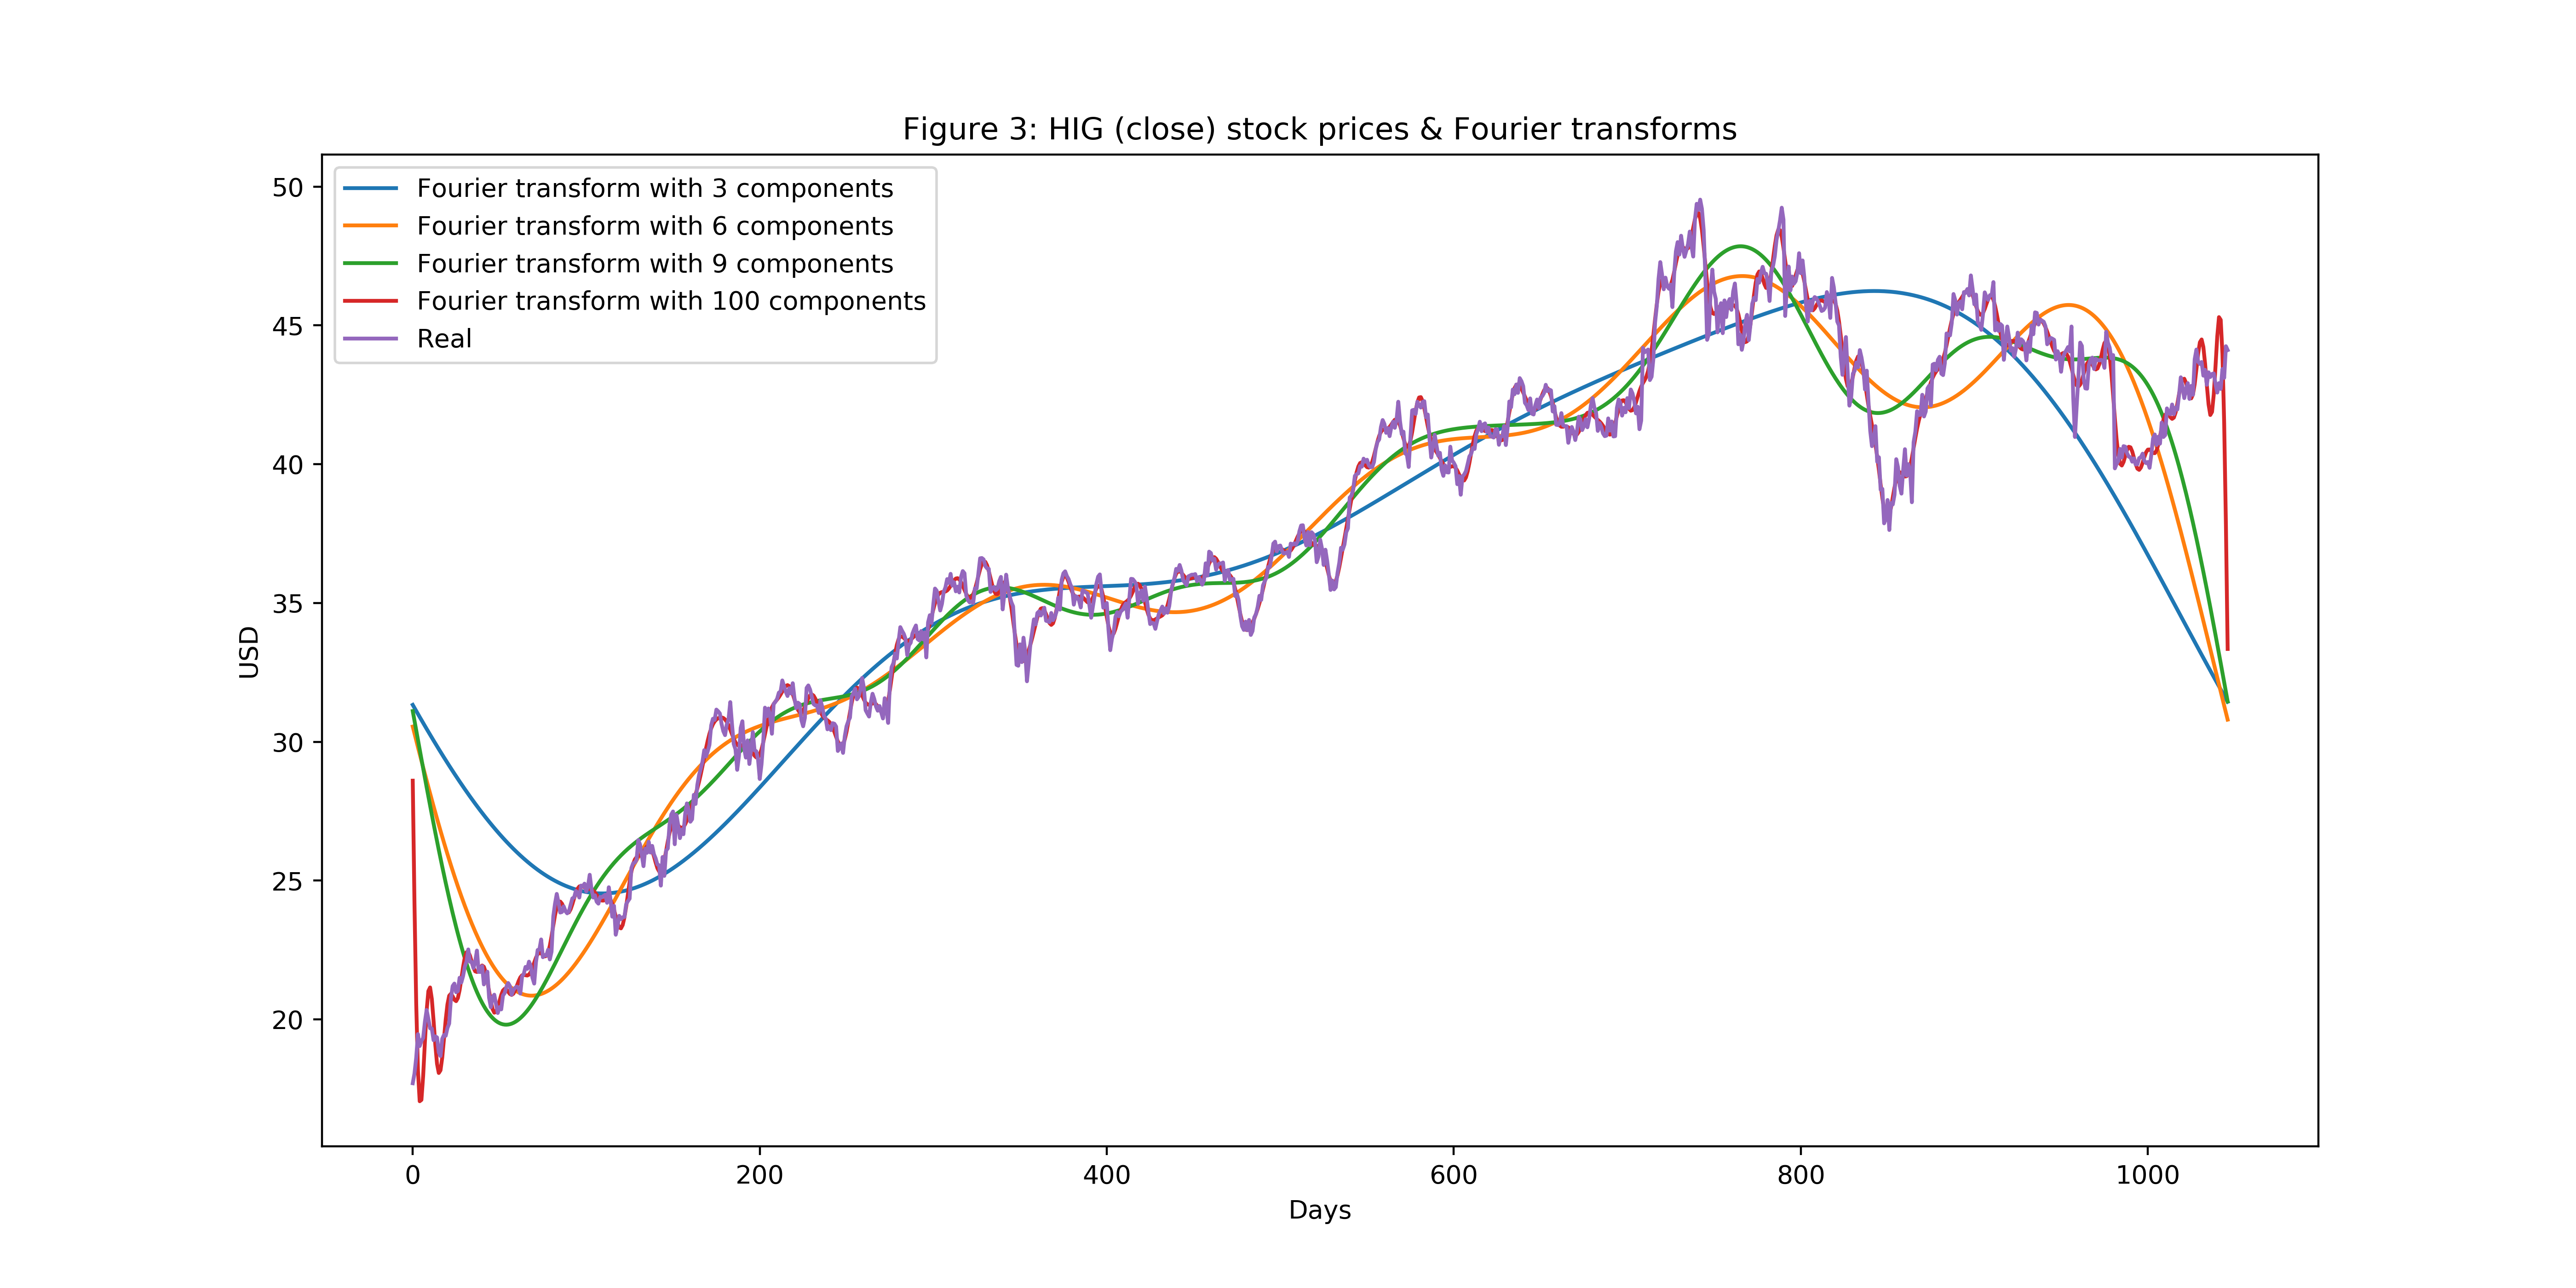 Figure 3: HIG (close) stock prices & Fourier transforms
Fourier transform with 3 components
Fourier transform with 6 components
Fourier transform with 9 components
Fourier transform with 100 components
Real
50
45
40
35
30
25
20
USD
0
200
400
600
800
1000
Days